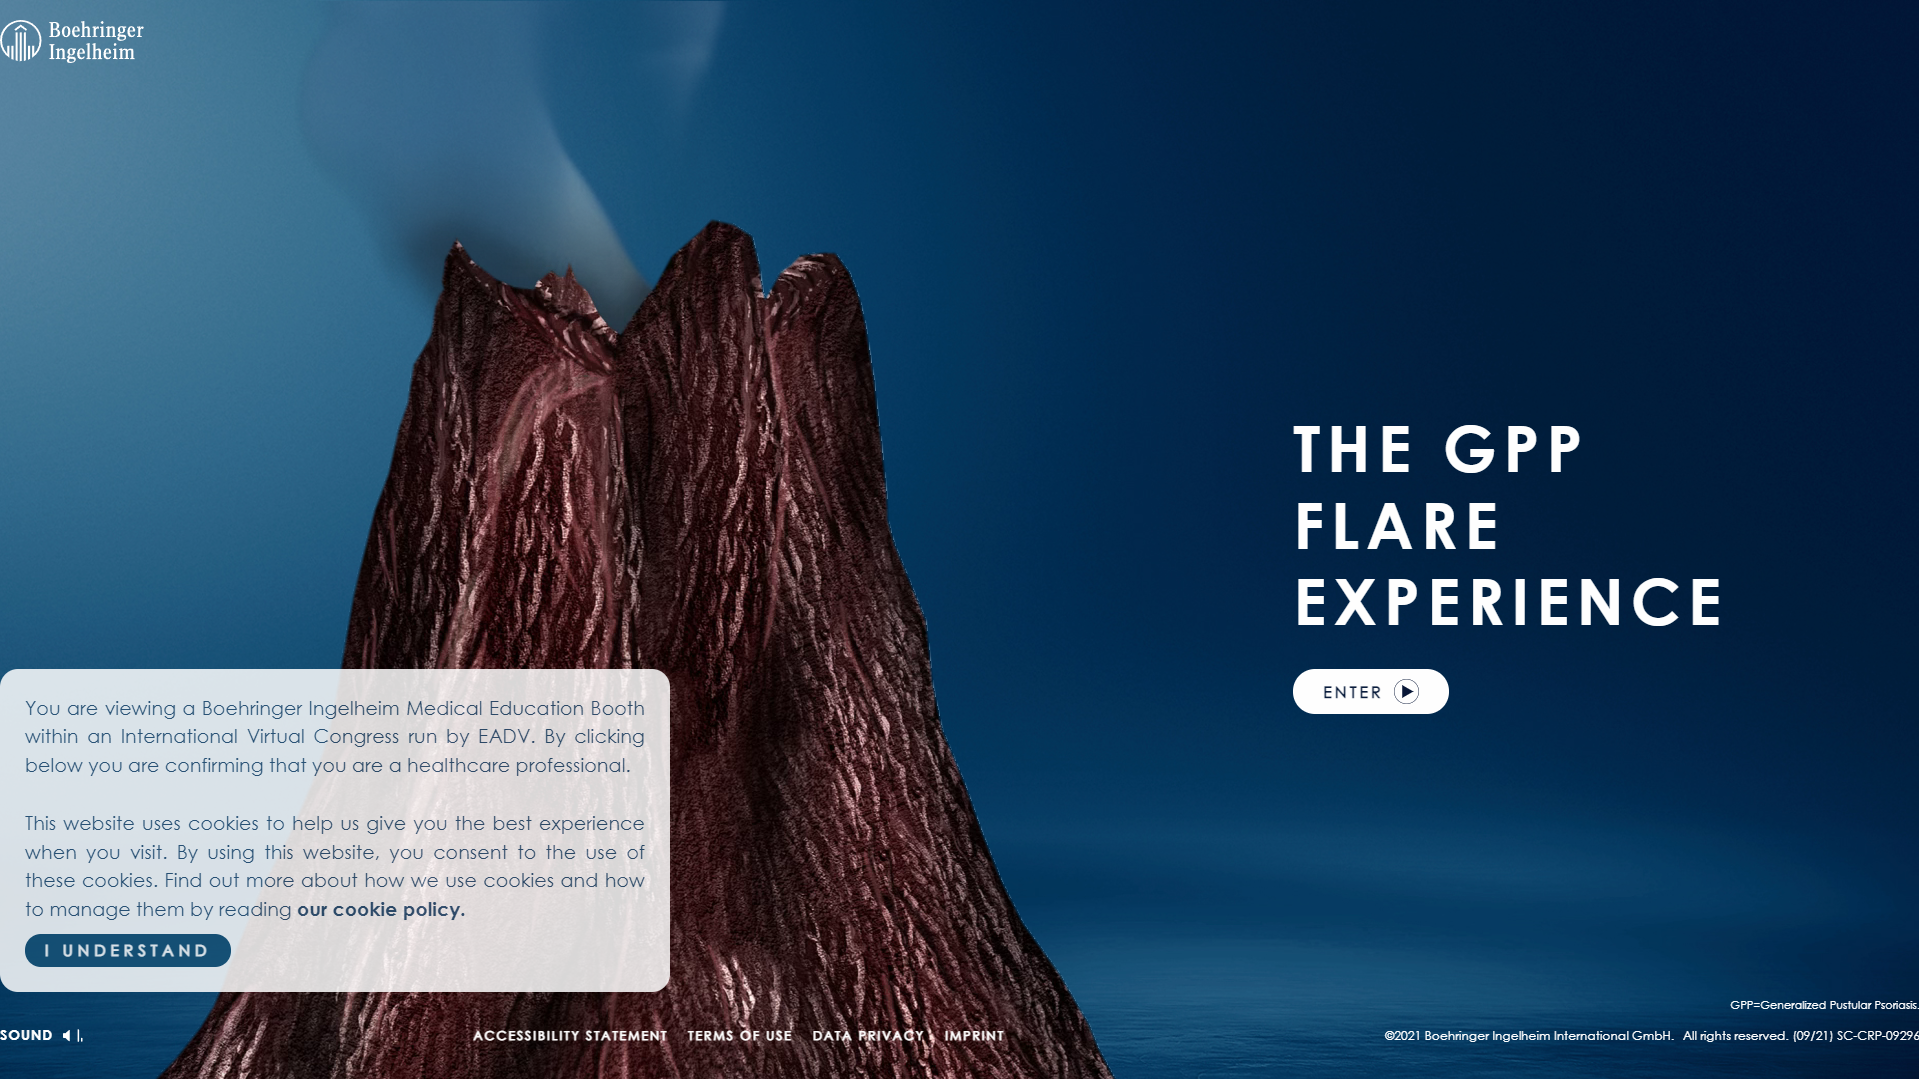 Boehringer
Ingelheim
THE GPP
FLARE
EXPERIENCE
ENTER
You are viewing a Boehringer Ingelheim Medical Education Booth
within an International Virtual Congress run by EADV. By clicking
below you are confirming that you are a healthcare professional.
This website uses cookies to help us give you the best experience
when you visit. By using this website, you consent to the use of
these cookies. Find out more about how we use cookies and how
to manage them by reading our cookie policy.
I UNDERSTAND
GPP=Generalized Pustular Psoriasis.
SOUND
ACCESSIBILITY STATEMENT TERMS OF USE DATA PRIVACY IMPRINT
©2021 Boehringer Ingelheim International GmbH. All rights reserved. (09/21) SC-CRP-09296